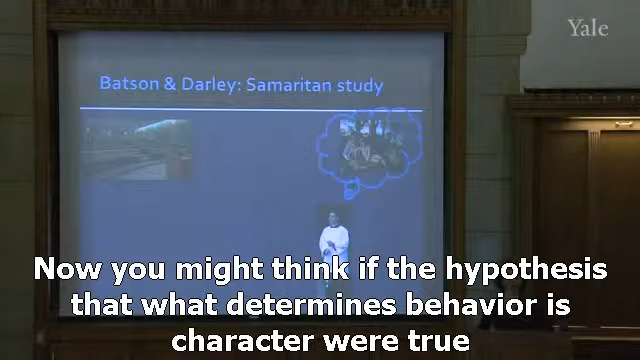 Yale
Batson & Darley: Samaritan study
Now you might think if the hypothesis
that what determines behavior is
character were true